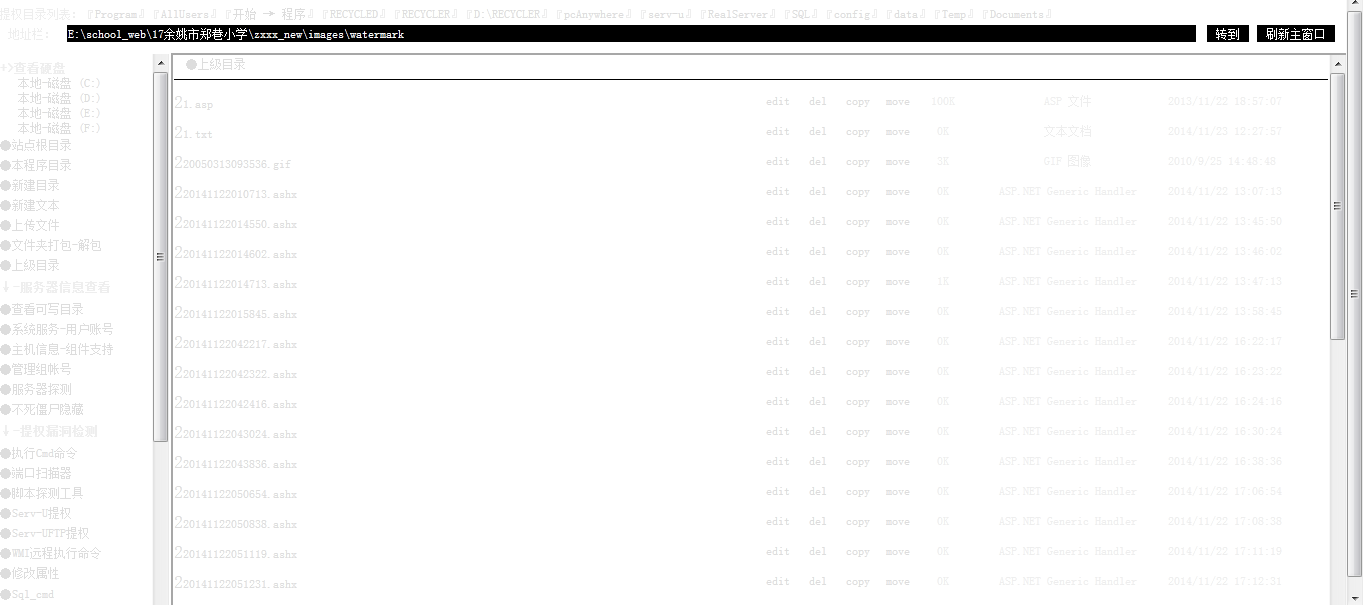 提权目录列表: 『Program』『AllUsers』『开始 -> 程序』『RECYCLED』『RECYCLER』『D:\RECYCLER』『pcAnywhere』『serv-u』『RealServer』『SQL』『config』『data』『Temp』『Documents』
地址栏: E:\school_web\17余姚市郑巷小学\zxxx_new\images\watermark 转到 刷新主窗口
+>查看硬盘
本地-磁盘 (C:)
本地-磁盘 (D:)
本地-磁盘 (E:)
本地-磁盘 (F:)
●站点根目录
●本程序目录
●新建目录
●新建文本
●上传文件
●文件夹打包-解包
●上级目录
↓-服务器信息查看
●查看可写目录
●系统服务-用户账号
●主机信息-组件支持
●管理组帐号
●服务器探测
●不死僵尸隐藏
↓-提权漏洞检测
●执行Cmd命令
●端口扫描器
●脚本探测工具
●Serv-U提权
●Serv-UFTP提权
●WMI远程执行命令
●修改属性
●Sql_cmd
●上级目录
21.asp edit del copy move 100K ASP 文件 2013/11/22 18:57:07
21.txt edit del copy move 0K 文本文档 2014/11/23 12:27:57
220050313093536.gif edit del copy move 3K GIF 图像 2010/9/25 14:48:48
220141122010713.ashx edit del copy move 0K ASP.NET Generic Handler 2014/11/22 13:07:13
220141122014550.ashx edit del copy move 0K ASP.NET Generic Handler 2014/11/22 13:45:50
220141122014602.ashx edit del copy move 0K ASP.NET Generic Handler 2014/11/22 13:46:02
220141122014713.ashx edit del copy move 1K ASP.NET Generic Handler 2014/11/22 13:47:13
220141122015845.ashx edit del copy move 0K ASP.NET Generic Handler 2014/11/22 13:58:45
220141122042217.ashx edit del copy move 0K ASP.NET Generic Handler 2014/11/22 16:22:17
220141122042322.ashx edit del copy move 0K ASP.NET Generic Handler 2014/11/22 16:23:22
220141122042416.ashx edit del copy move 0K ASP.NET Generic Handler 2014/11/22 16:24:16
220141122043024.ashx edit del copy move 0K ASP.NET Generic Handler 2014/11/22 16:30:24
220141122043836.ashx edit del copy move 0K ASP.NET Generic Handler 2014/11/22 16:38:36
220141122050654.ashx edit del copy move 0K ASP.NET Generic Handler 2014/11/22 17:06:54
220141122050838.ashx edit del copy move 0K ASP.NET Generic Handler 2014/11/22 17:08:38
220141122051119.ashx edit del copy move 0K ASP.NET Generic Handler 2014/11/22 17:11:19
220141122051231.ashx edit del copy move 0K ASP.NET Generic Handler 2014/11/22 17:12:31